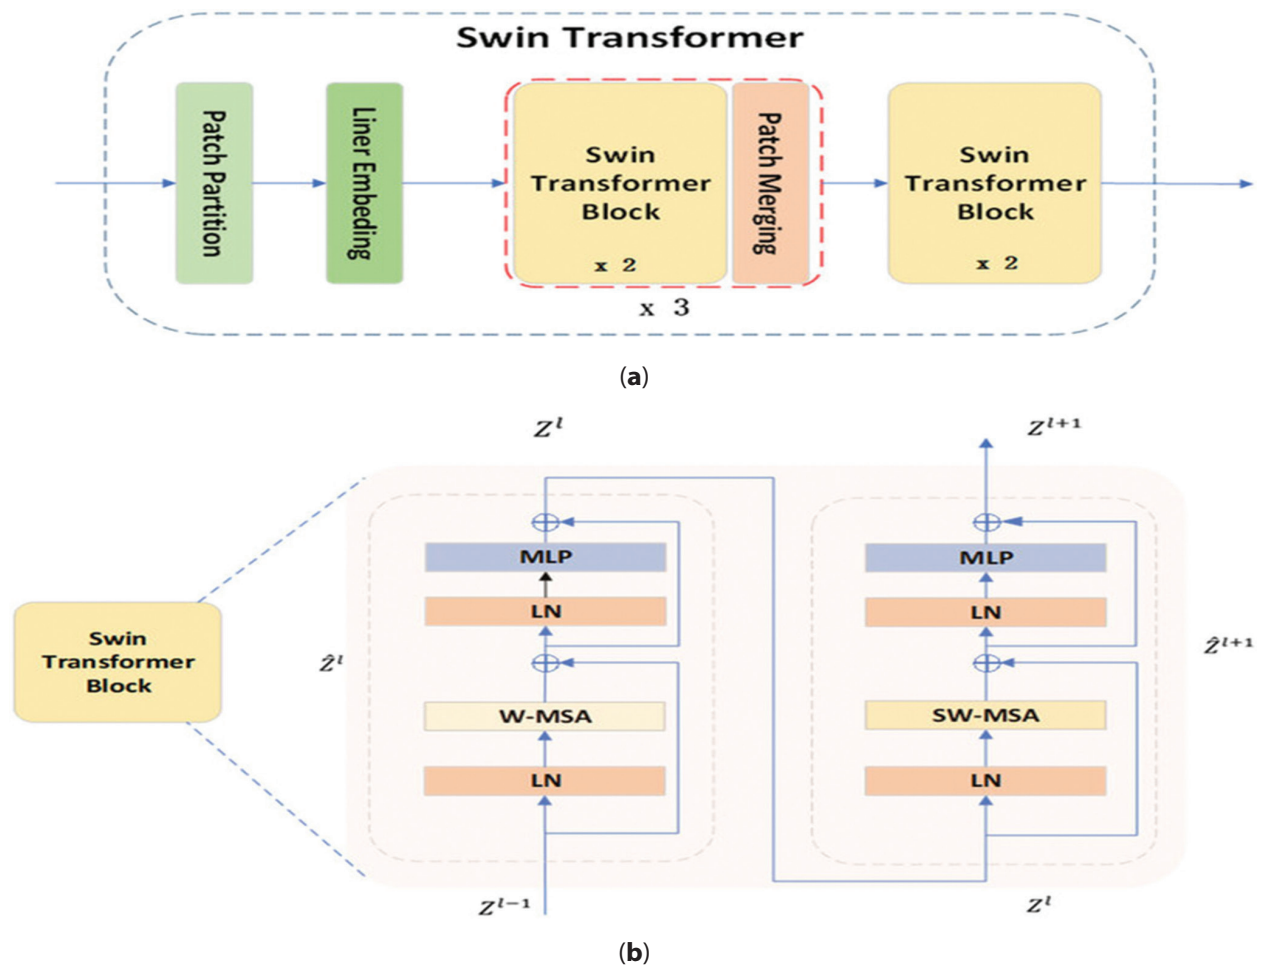 Swin Transformer
Patch Partition
Liner Embeding
Swin
Transformer
Block
x 2
Patch Merging
x 3
Swin
Transformer
Block
x 2
(a)
Z^l
Z^{l+1}
MLP
LN
W-MSA
LN
Swin
Transformer
Block
Ẑ^l
MLP
LN
SW-MSA
LN
Ẑ^{l+1}
Z^{l-1}
Z^l
(b)